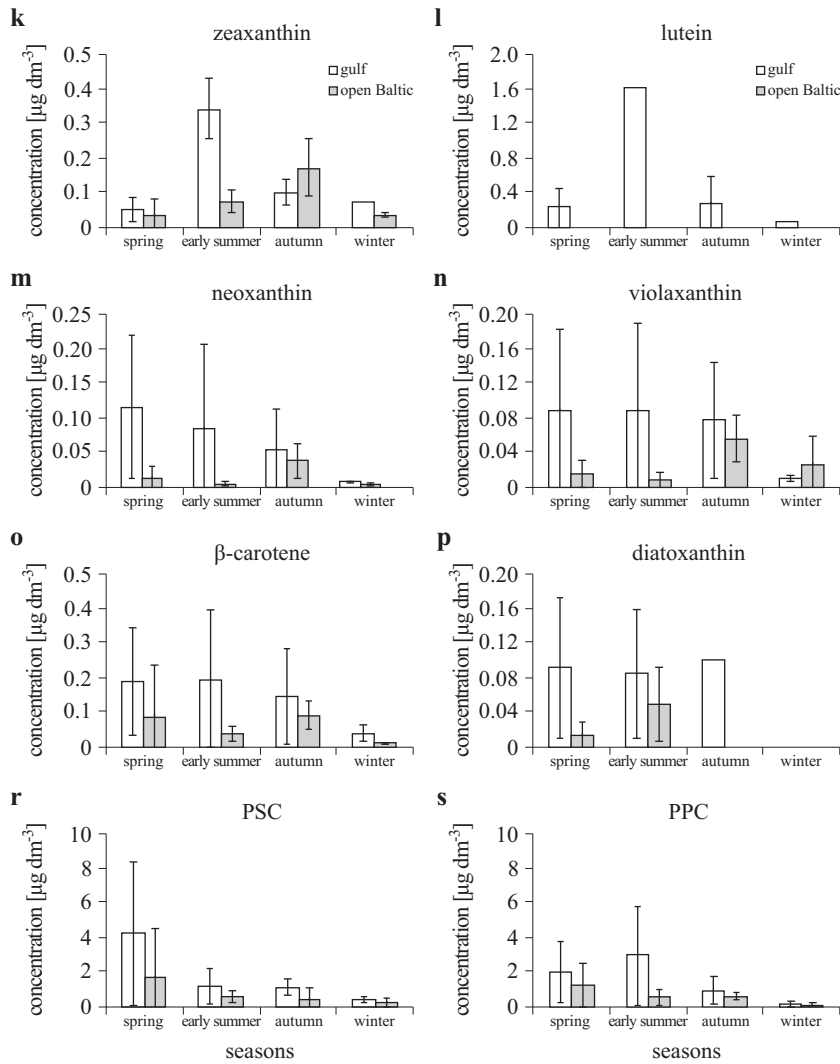 k
zeaxanthin
concentration [µg dm⁻³]
0.5
0.4
0.3
0.2
0.1
0
gulf
open Baltic
spring early summer autumn winter
l
lutein
concentration [µg dm⁻³]
2.0
1.6
1.2
0.8
0.4
0
gulf
open Baltic
spring early summer autumn winter
m
neoxanthin
concentration [µg dm⁻³]
0.25
0.20
0.15
0.10
0.05
0
spring early summer autumn winter
n
violaxanthin
concentration [µg dm⁻³]
0.20
0.16
0.12
0.08
0.04
0
spring early summer autumn winter
o
β-carotene
concentration [µg dm⁻³]
0.5
0.4
0.3
0.2
0.1
0
spring early summer autumn winter
p
diatoxanthin
concentration [µg dm⁻³]
0.20
0.16
0.12
0.08
0.04
0
spring early summer autumn winter
r
PSC
concentration [µg dm⁻³]
10
8
6
4
2
0
spring early summer autumn winter
seasons
s
PPC
concentration [µg dm⁻³]
10
8
6
4
2
0
spring early summer autumn winter
seasons